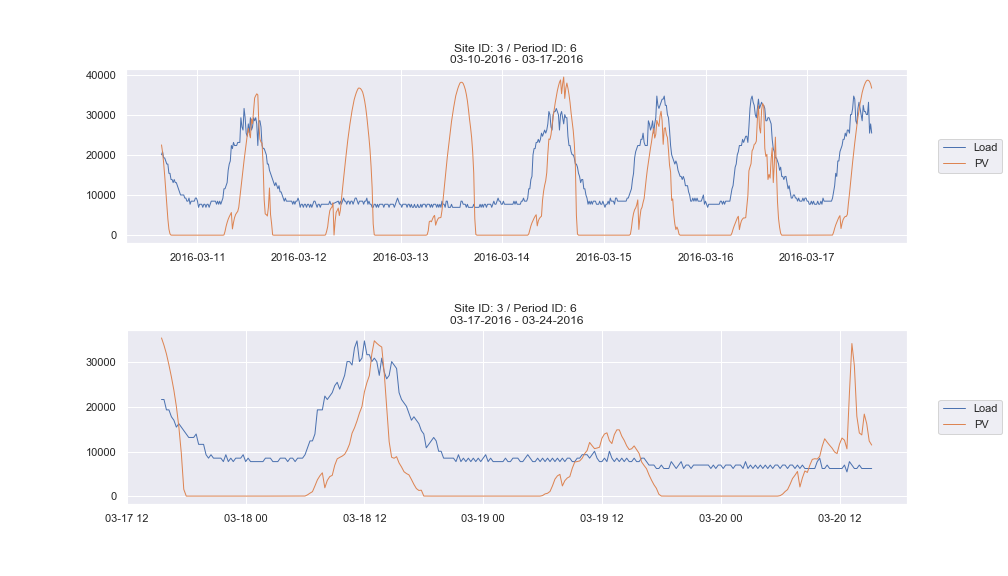 Site ID: 3 / Period ID: 6
03-10-2016 - 03-17-2016
40000
30000
20000
10000
0
2016-03-11 2016-03-12 2016-03-13 2016-03-14 2016-03-15 2016-03-16 2016-03-17
Load
PV
Site ID: 3 / Period ID: 6
03-17-2016 - 03-24-2016
30000
20000
10000
0
03-17 12 03-18 00 03-18 12 03-19 00 03-19 12 03-20 00 03-20 12
Load
PV